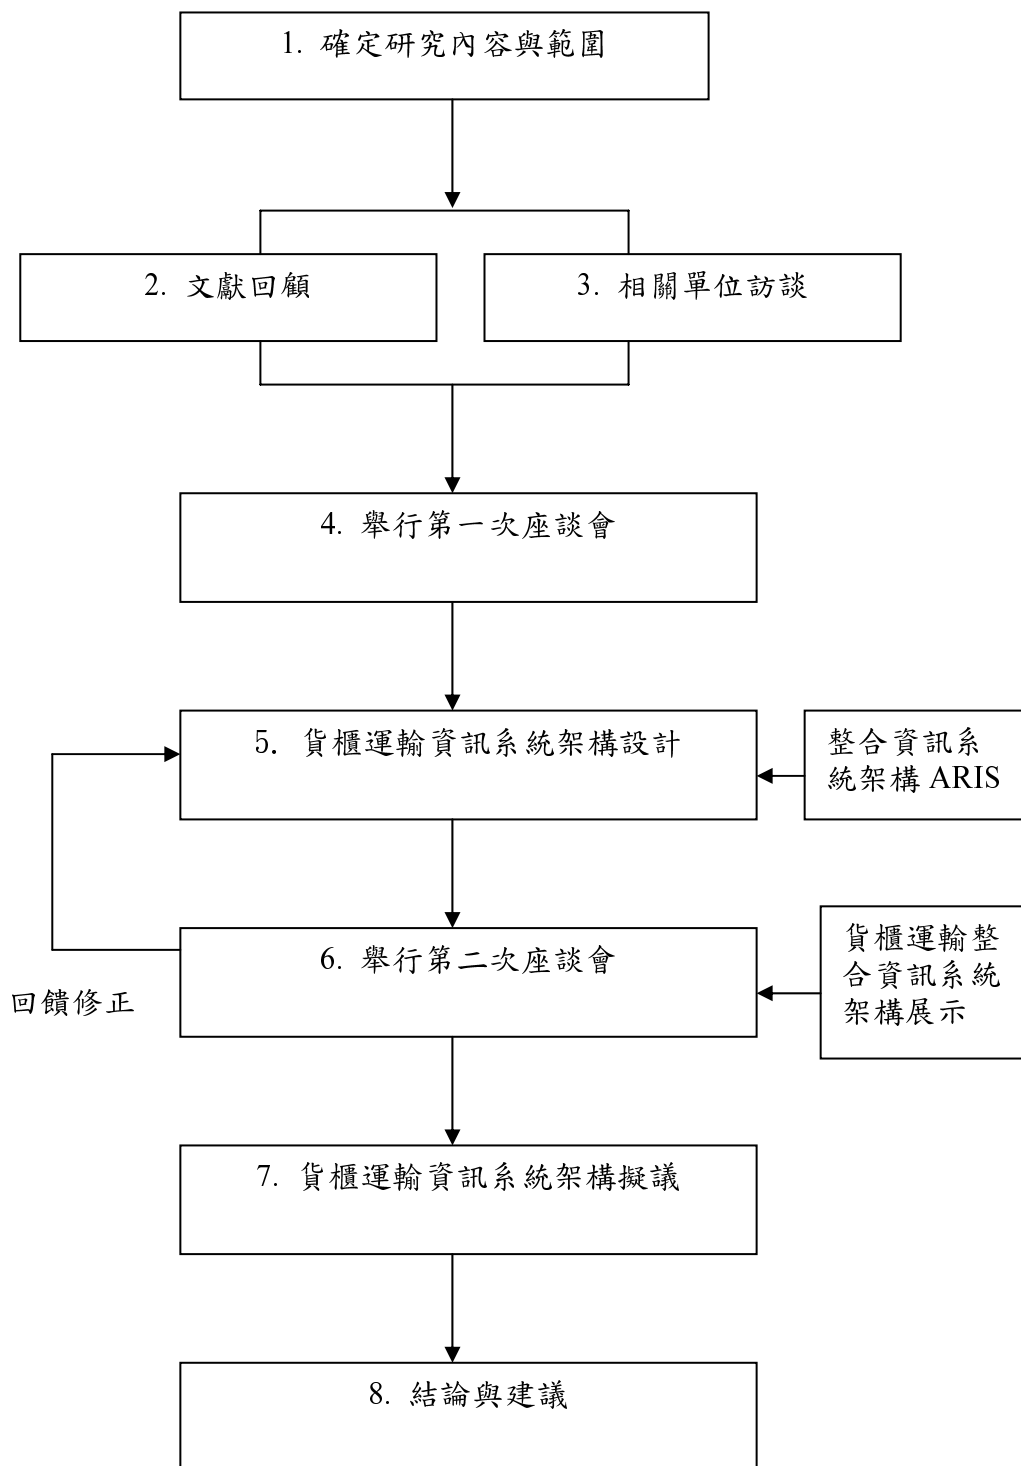 1. 確定研究內容與範圍
2. 文獻回顧
3. 相關單位訪談
4. 舉行第一次座談會
5. 貨櫃運輸資訊系統架構設計
整合資訊系
統架構 ARIS
6. 舉行第二次座談會
貨櫃運輸整
合資訊系統
架構展示
回饋修正
7. 貨櫃運輸資訊系統架構擬議
8. 結論與建議